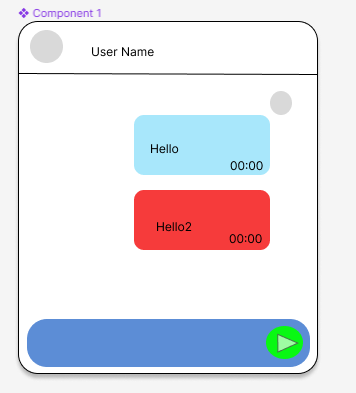 Component 1
User Name
Hello
00:00
Hello2
00:00